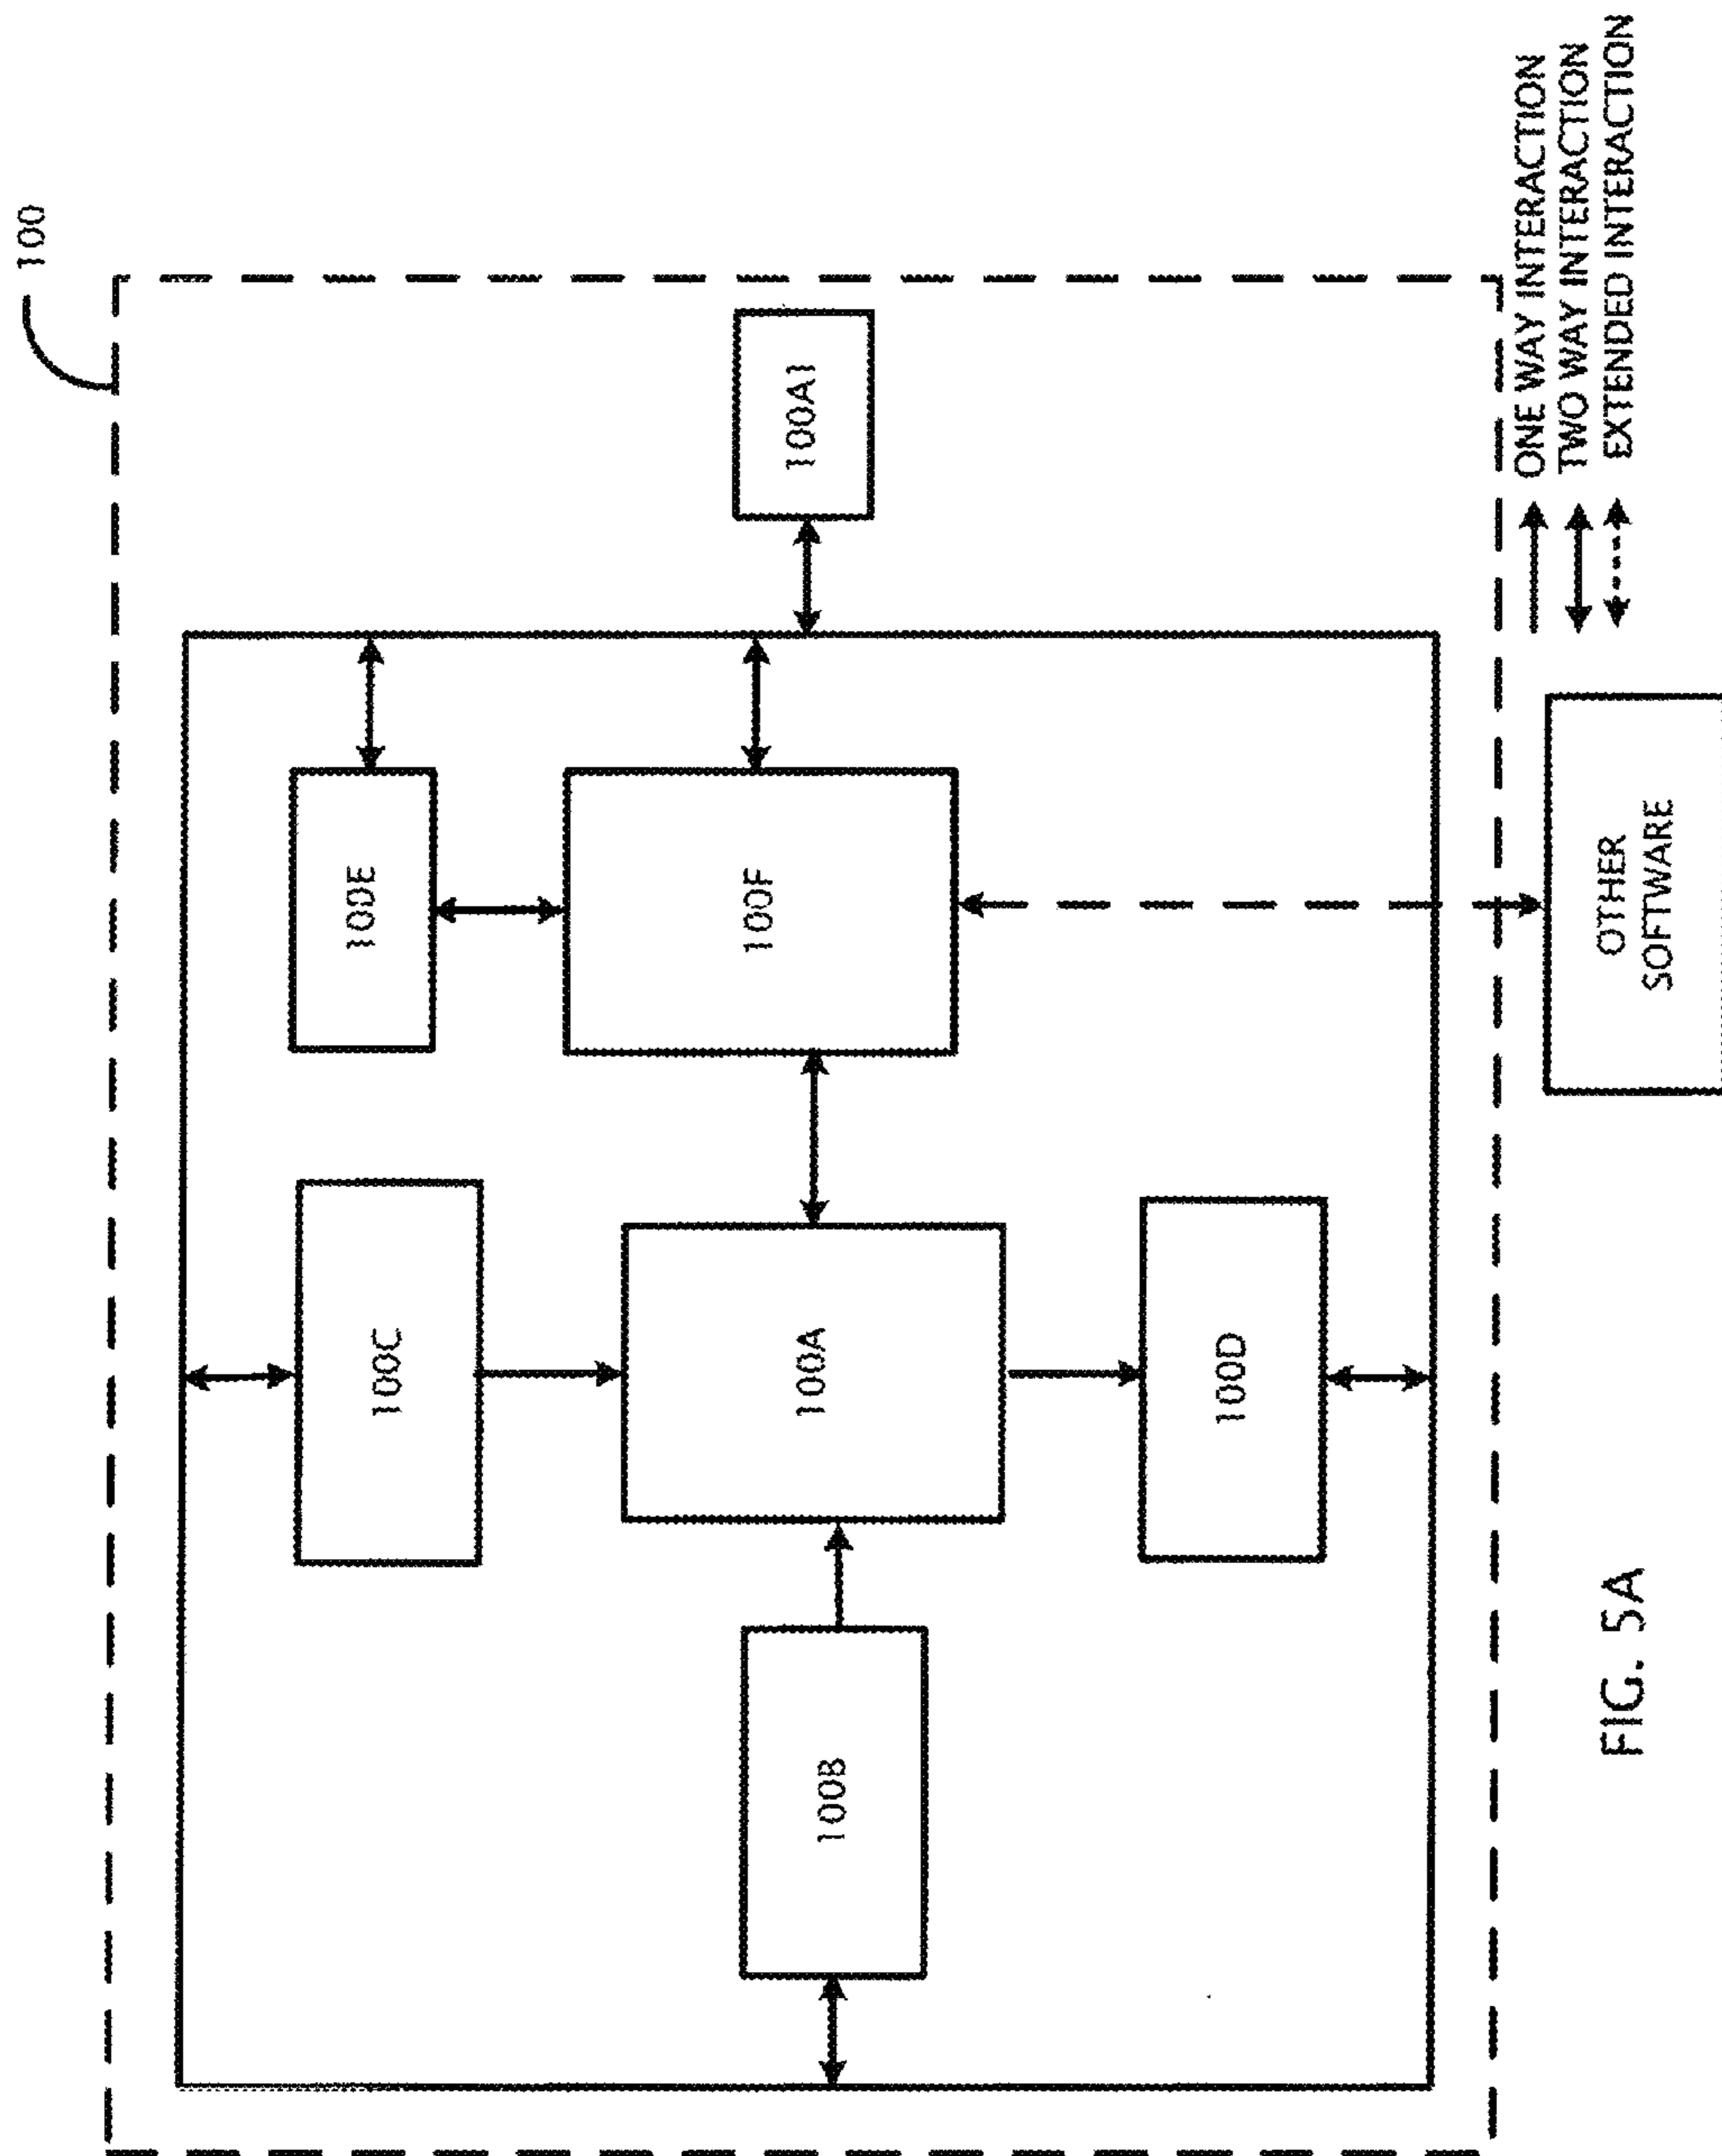 100
100C
100E
100B
100A
100F
100A1
100D
OTHER
SOFTWARE
ONE WAY INTERACTION
TWO WAY INTERACTION
EXTENDED INTERACTION
FIG. 5A